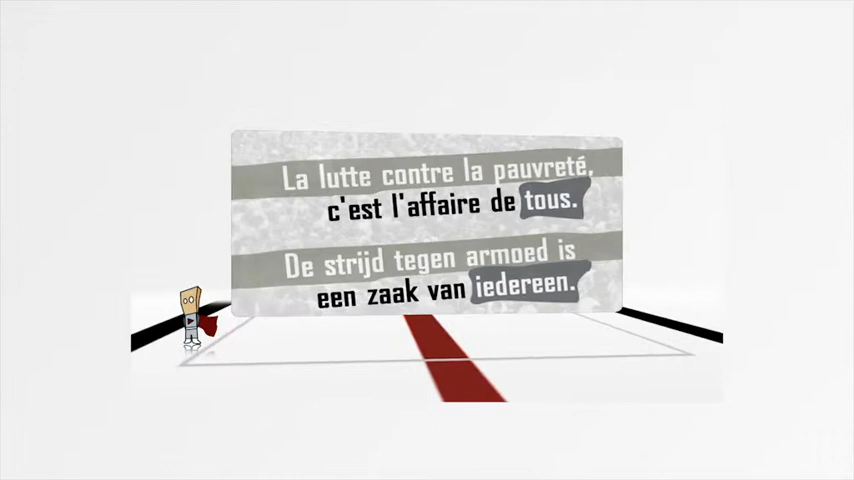 La lutte contre la pauvreté,
c'est l'affaire de tous.
De strijd tegen armoed is
een zaak van iedereen.